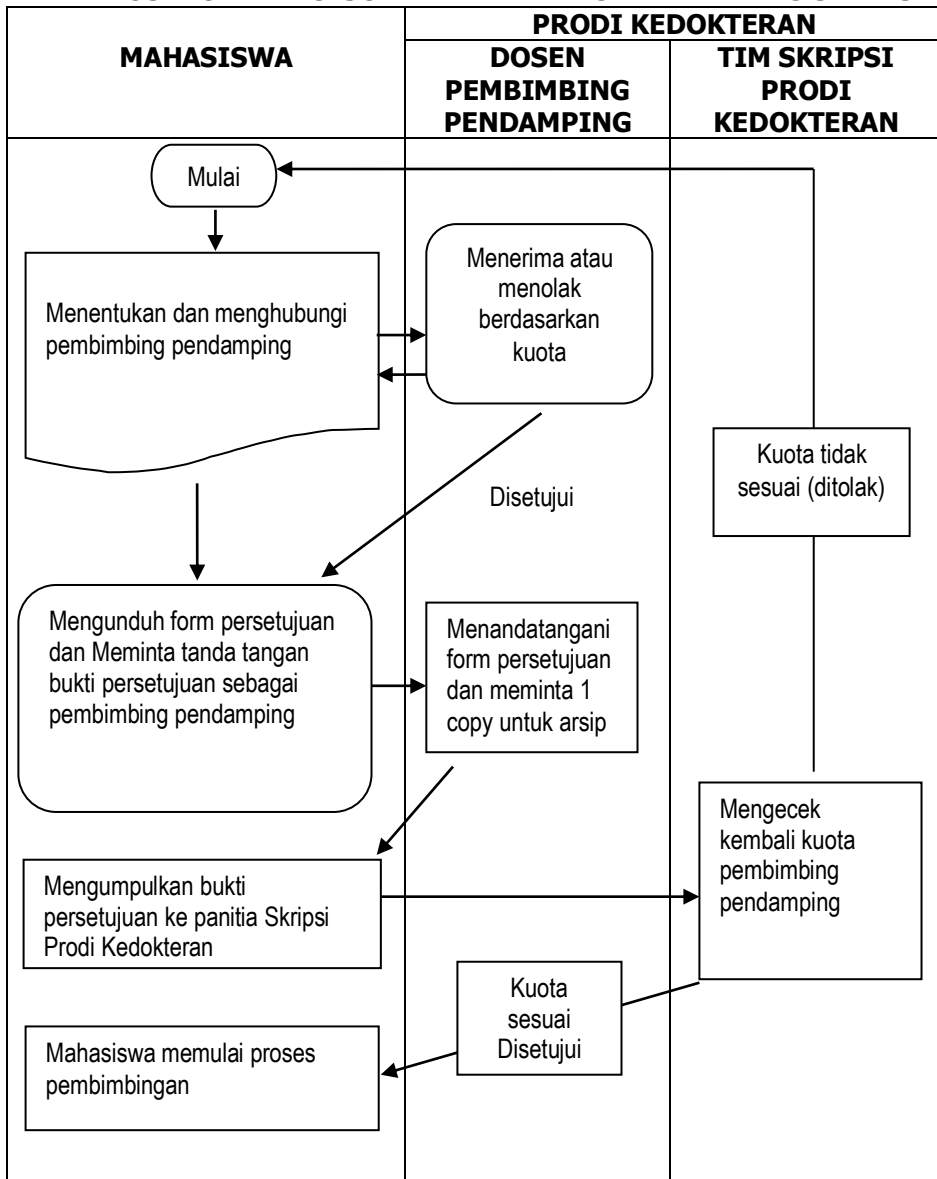 PRODI KEDOKTERAN
MAHASISWA
DOSEN
PEMBIMBING
PENDAMPING
TIM SKRIPSI
PRODI
KEDOKTERAN
Mulai
Menentukan dan menghubungi
pembimbing pendamping
Menerima atau
menolak
berdasarkan
kuota
Kuota tidak
sesuai (ditolak)
Disetujui
Mengunduh form persetujuan
dan Meminta tanda tangan
bukti persetujuan sebagai
pembimbing pendamping
Menandatangani
form persetujuan
dan meminta 1
copy untuk arsip
Mengecek
kembali kuota
pembimbing
pendamping
Mengumpulkan bukti
persetujuan ke panitia Skripsi
Prodi Kedokteran
Kuota
sesuai
Disetujui
Mahasiswa memulai proses
pembimbingan